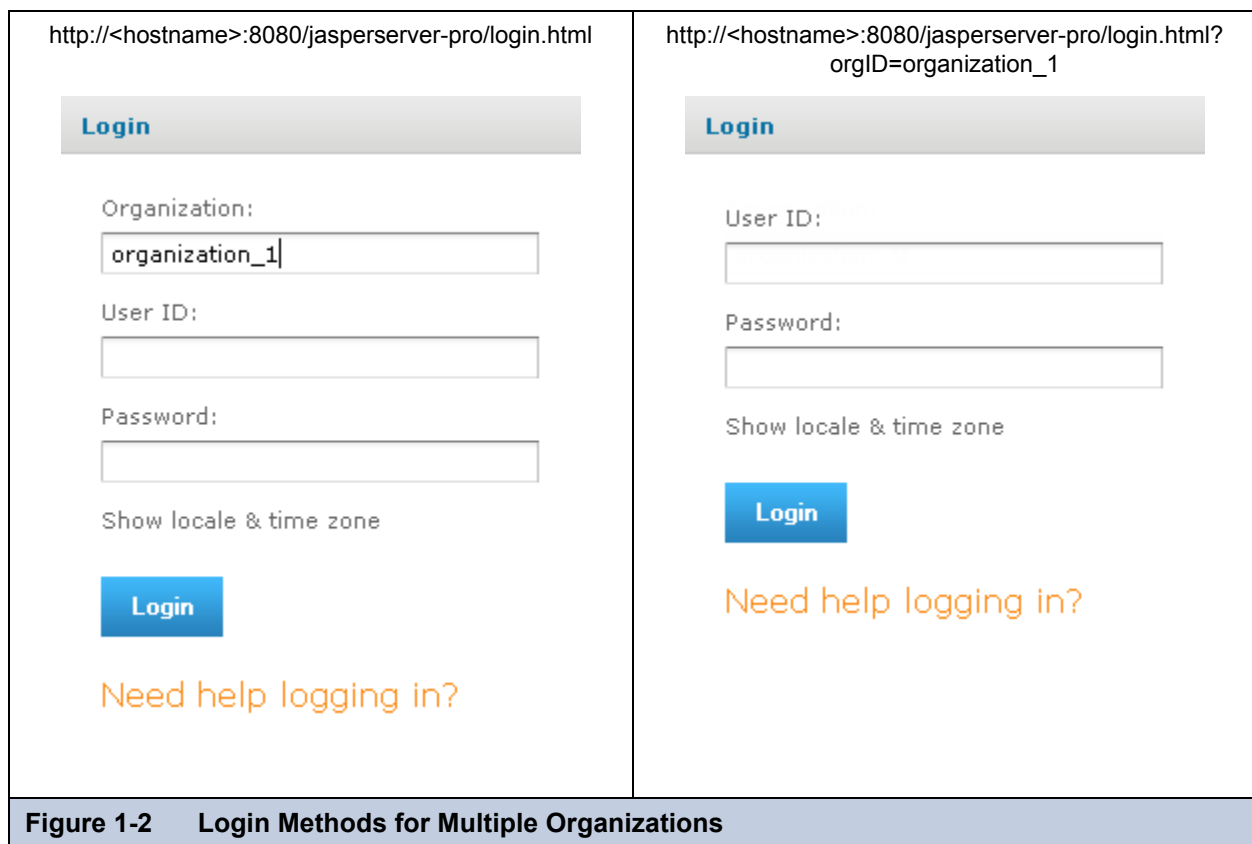 http://<hostname>:8080/jasperserver-pro/login.html
Login
Organization:
organization_1
User ID:
Password:
Show locale & time zone
Login
Need help logging in?
http://<hostname>:8080/jasperserver-pro/login.html?
orgID=organization_1
Login
User ID:
Password:
Show locale & time zone
Login
Need help logging in?
Figure 1-2 Login Methods for Multiple Organizations